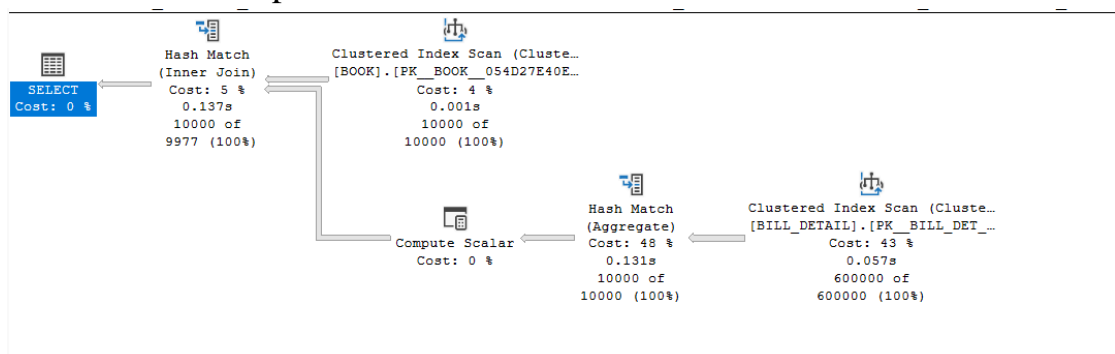 SELECT
Cost: 0 %
Hash Match
(Inner Join)
Cost: 5 %
0.137s
10000 of
9977 (100%)
Clustered Index Scan (Cluste…
[BOOK].[PK__BOOK__054D27E40E…
Cost: 4 %
0.001s
10000 of
10000 (100%)
Compute Scalar
Cost: 0 %
Hash Match
(Aggregate)
Cost: 48 %
0.131s
10000 of
10000 (100%)
Clustered Index Scan (Cluste…
[BILL_DETAIL].[PK__BILL_DET_…
Cost: 43 %
0.057s
600000 of
600000 (100%)